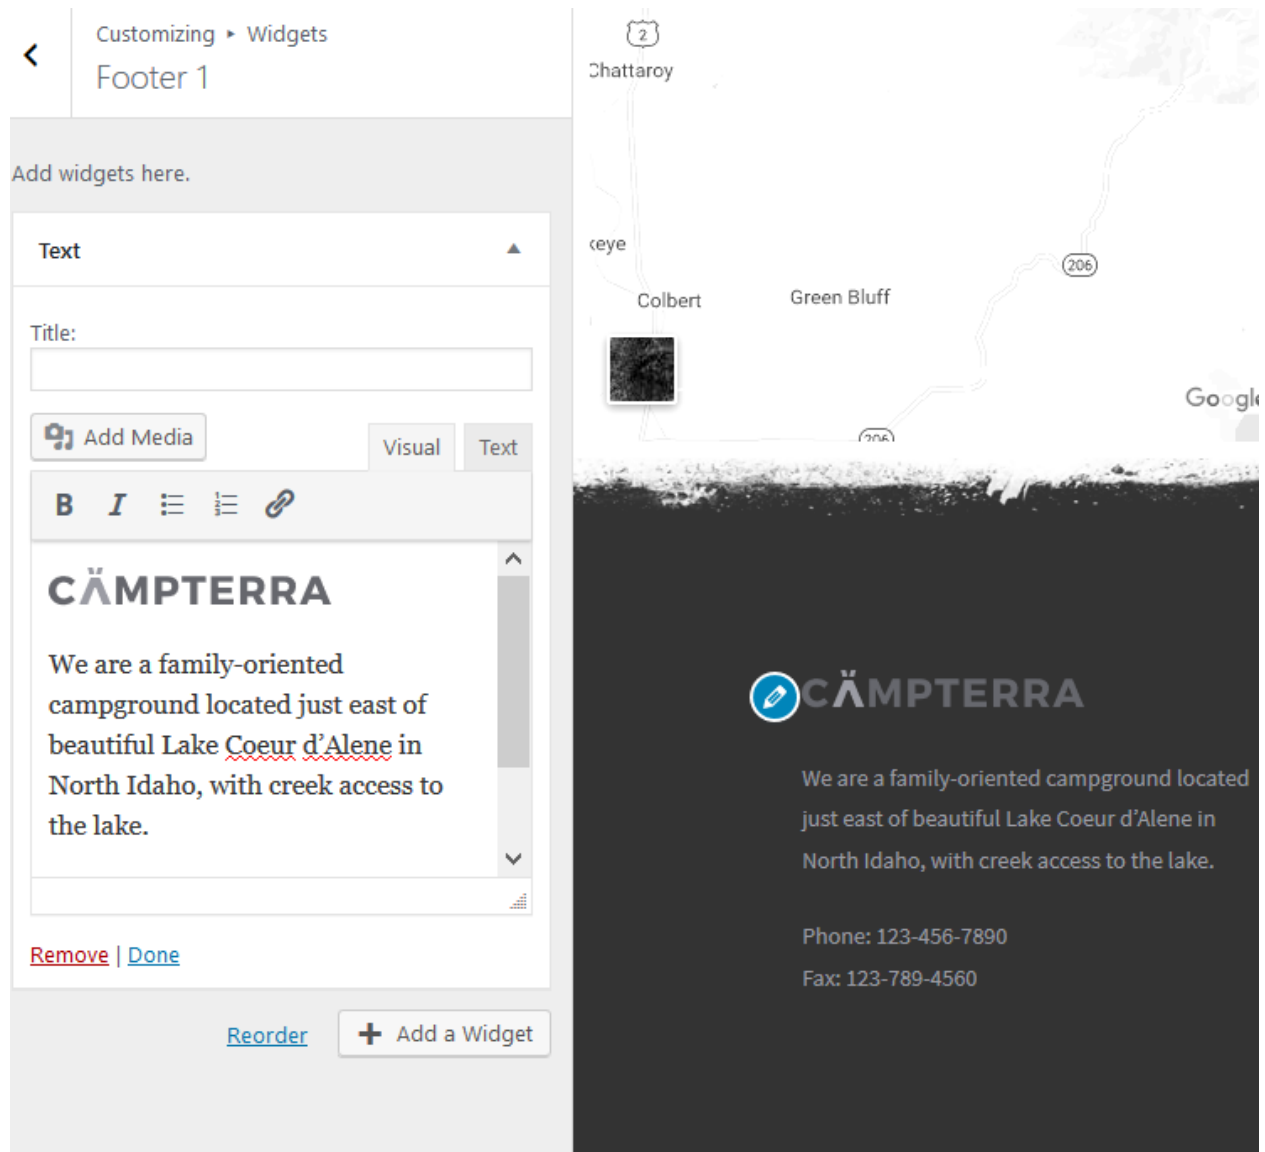 Customizing ▸ Widgets
Footer 1
Add widgets here.
Text
Title:
Add Media
Visual
Text
B I
CÄMPTERRA
We are a family-oriented
campground located just east of
beautiful Lake Coeur d’Alene in
North Idaho, with creek access to
the lake.
Remove | Done
Reorder
Add a Widget
2
Chattaroy
206
Colbert
Green Bluff
Google
206
CÄMPTERRA
We are a family-oriented campground located
just east of beautiful Lake Coeur d’Alene in
North Idaho, with creek access to the lake.
Phone: 123-456-7890
Fax: 123-789-4560